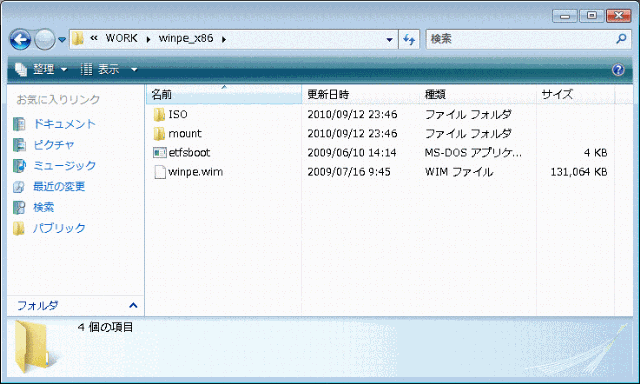 « WORK winpe_x86 検索
整理 表示
お気に入りリンク
ドキュメント
ピクチャ
ミュージック
最近の変更
検索
パブリック
フォルダ
名前 更新日時 種類 サイズ
ISO 2010/09/12 23:46 ファイル フォルダ
mount 2010/09/12 23:46 ファイル フォルダ
etfsboot 2009/06/10 14:14 MS-DOS アプリケ... 4 KB
winpe.wim 2009/07/16 9:45 WIM ファイル 131,064 KB
4 個の項目